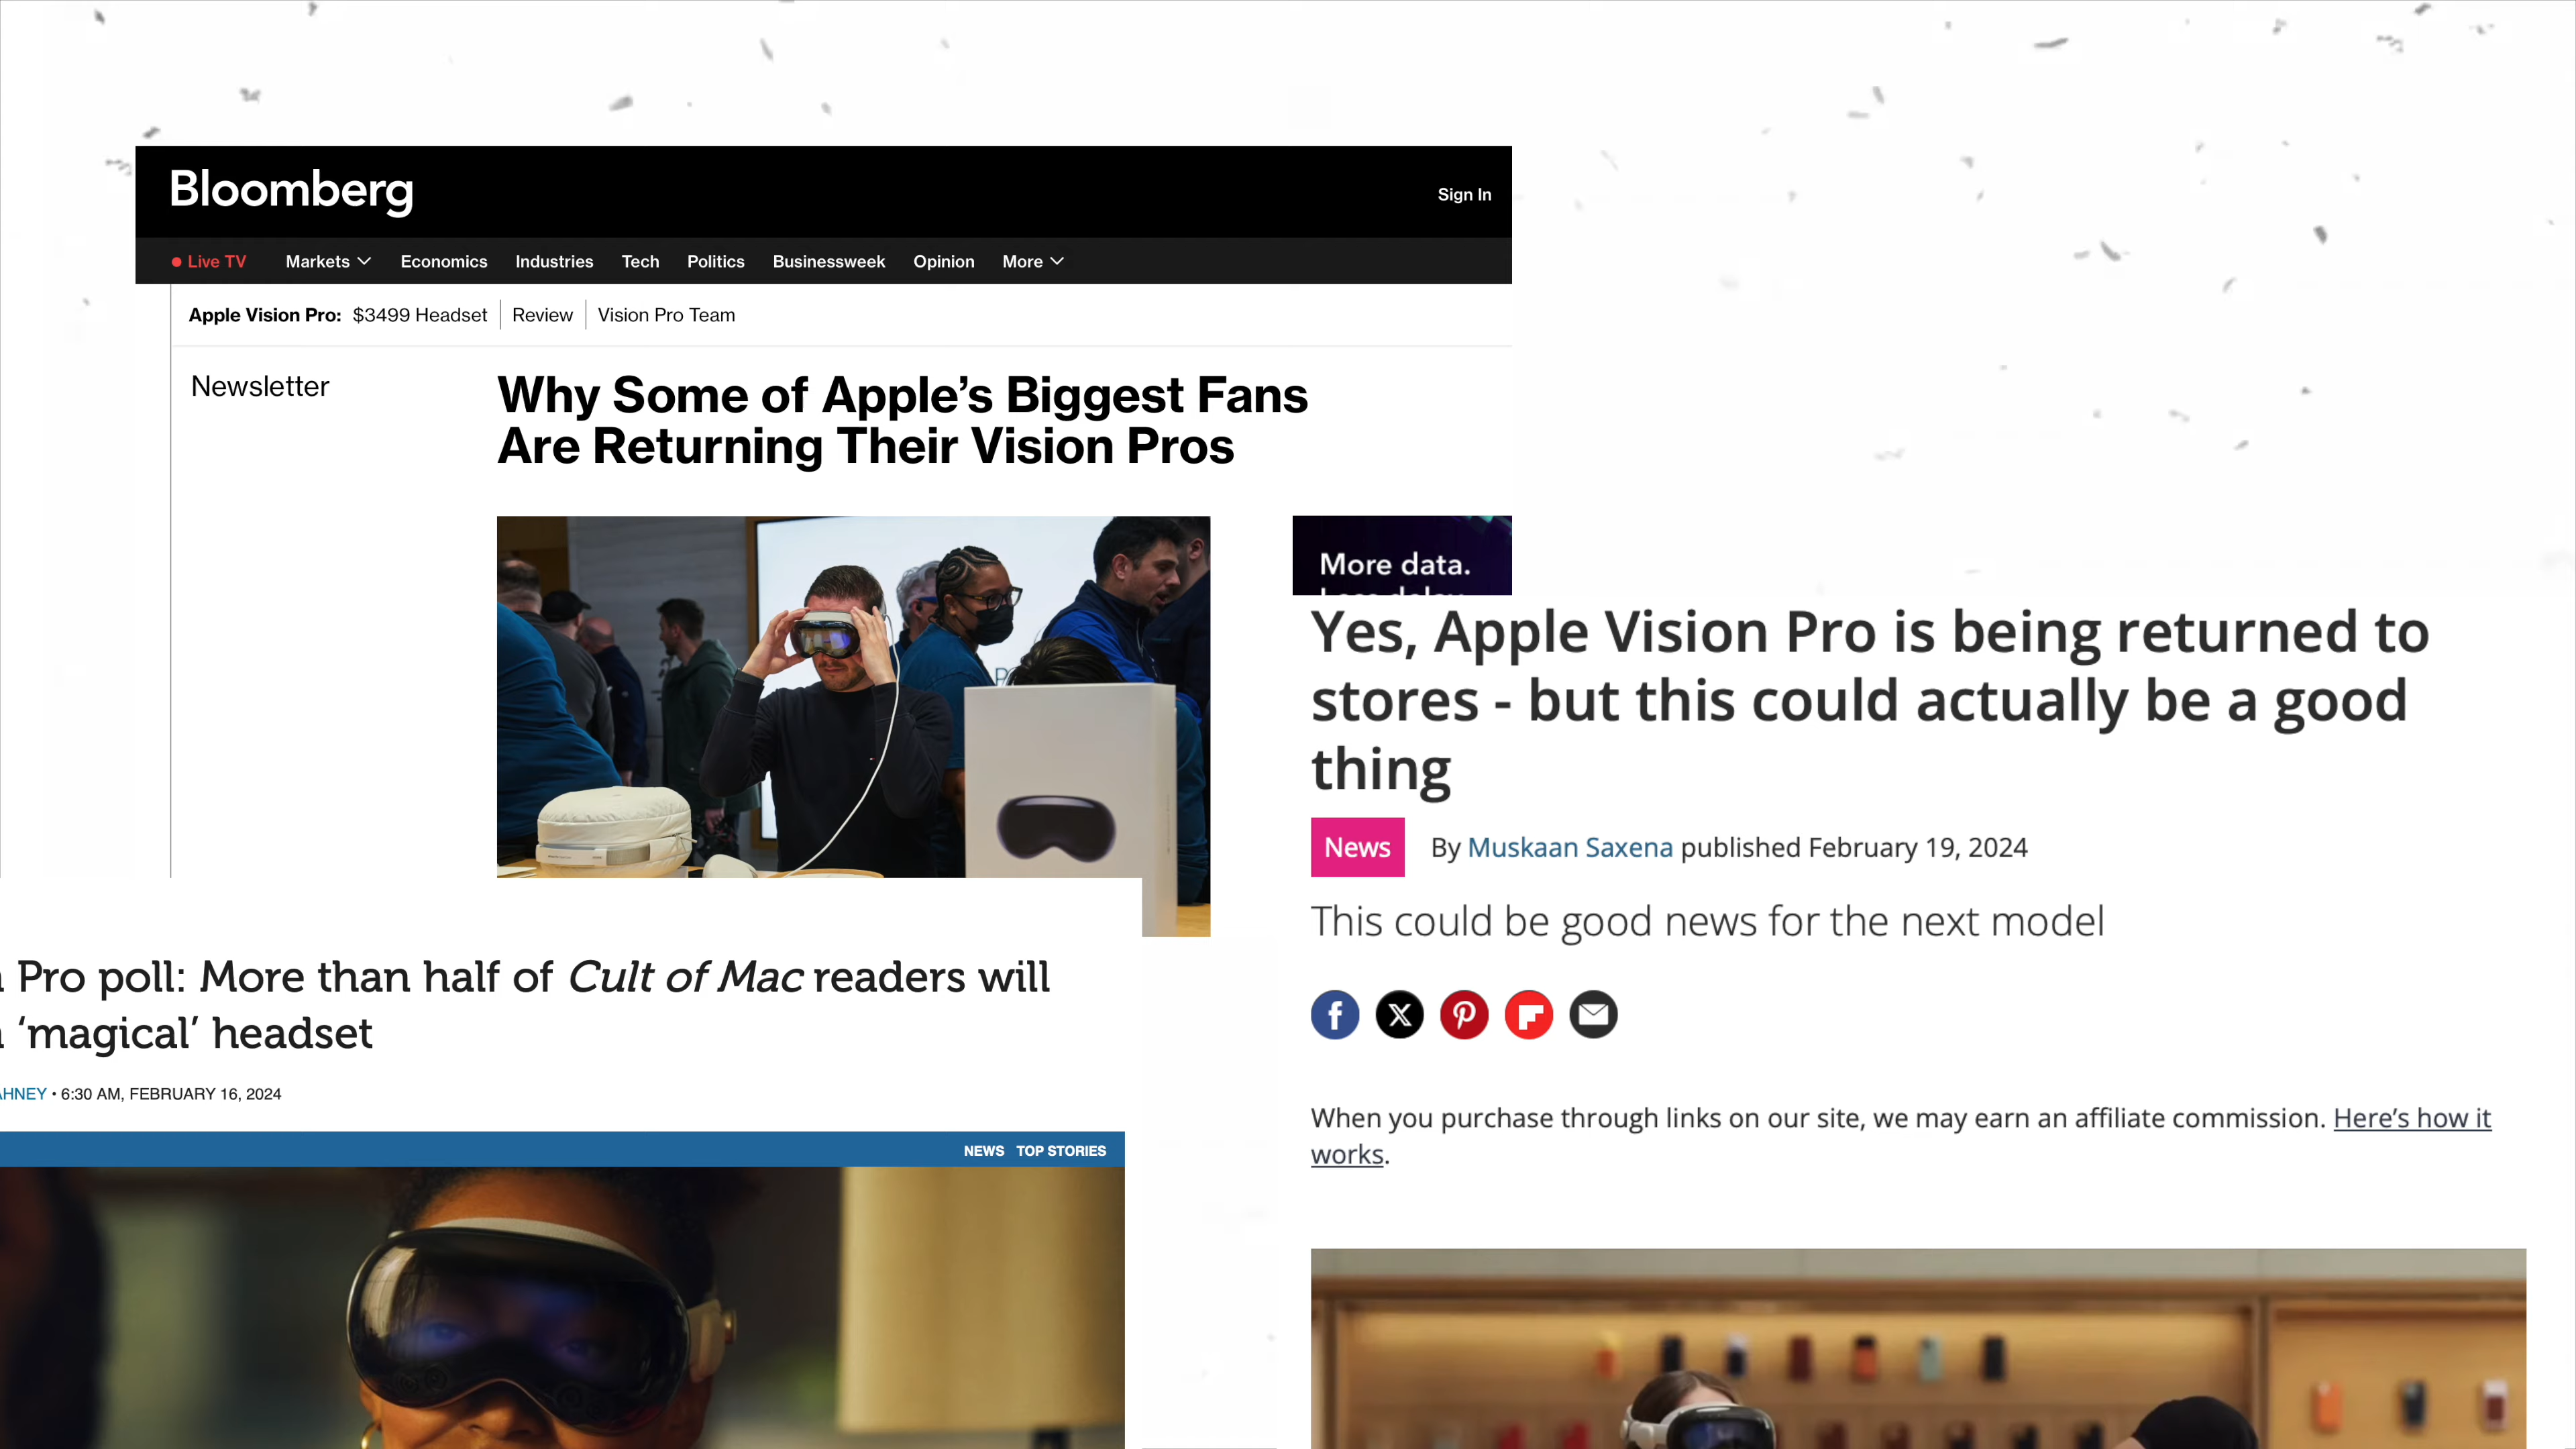 Bloomberg
Sign In
Live TV Markets Economics Industries Tech Politics Businessweek Opinion More
Apple Vision Pro: $3499 Headset Review Vision Pro Team
Newsletter
Why Some of Apple’s Biggest Fans
Are Returning Their Vision Pros
More data.
Yes, Apple Vision Pro is being returned to
stores - but this could actually be a good
thing
News By Muskaan Saxena published February 19, 2024
This could be good news for the next model
When you purchase through links on our site, we may earn an affiliate commission. Here’s how it
works.
Pro poll: More than half of Cult of Mac readers will
‘magical’ headset
AHNEY • 6:30 AM, FEBRUARY 16, 2024
NEWS TOP STORIES